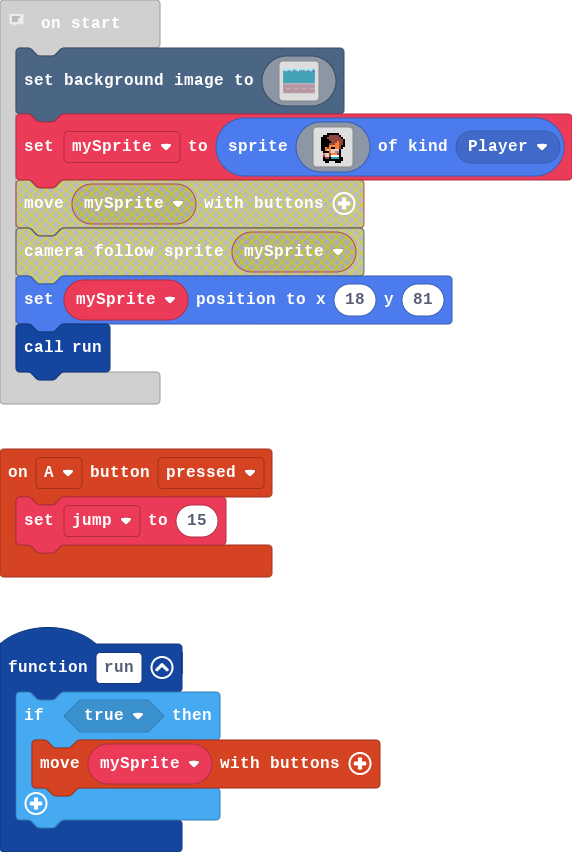 on start
set background image to
set mySprite to sprite of kind Player
move mySprite with buttons
camera follow sprite mySprite
set mySprite position to x 18 y 81
call run
on A button pressed
set jump to 15
function run
if true then
move mySprite with buttons